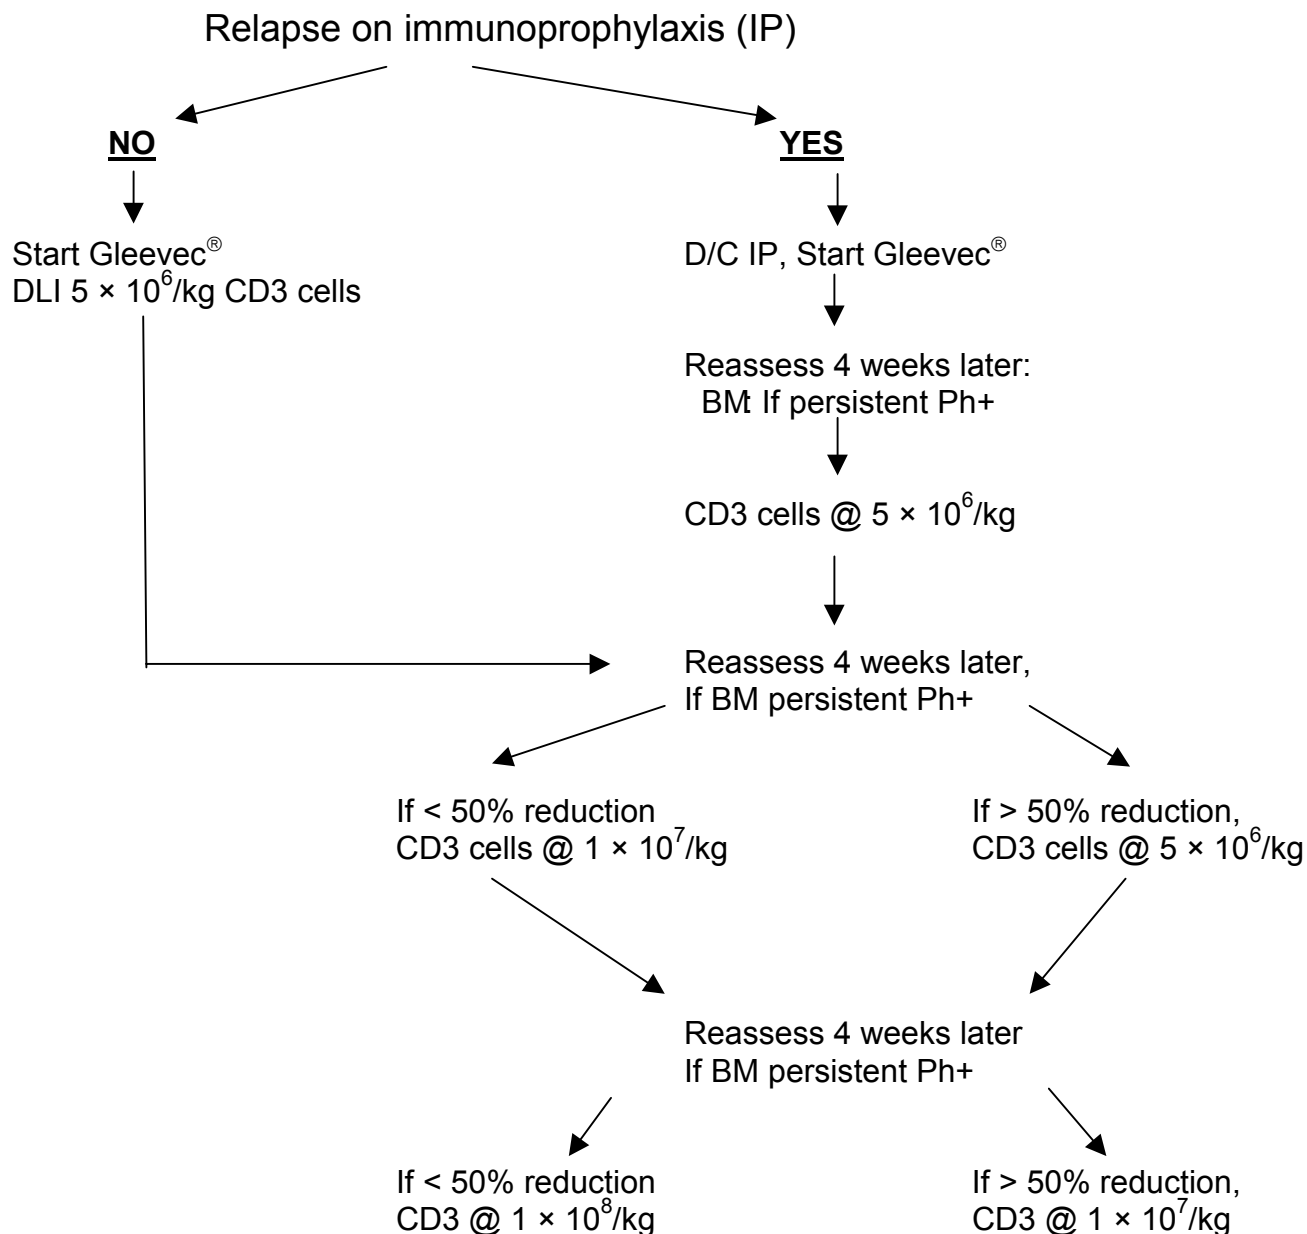 Relapse on immunoprophylaxis (IP)
NO
YES
Start Gleevec®
DLI 5 × 10⁶/kg CD3 cells
D/C IP, Start Gleevec®
Reassess 4 weeks later:
BM: If persistent Ph+
CD3 cells @ 5 × 10⁶/kg
Reassess 4 weeks later,
If BM persistent Ph+
If < 50% reduction
CD3 cells @ 1 × 10⁷/kg
If > 50% reduction,
CD3 cells @ 5 × 10⁶/kg
Reassess 4 weeks later
If BM persistent Ph+
If < 50% reduction
CD3 @ 1 × 10⁸/kg
If > 50% reduction,
CD3 @ 1 × 10⁷/kg